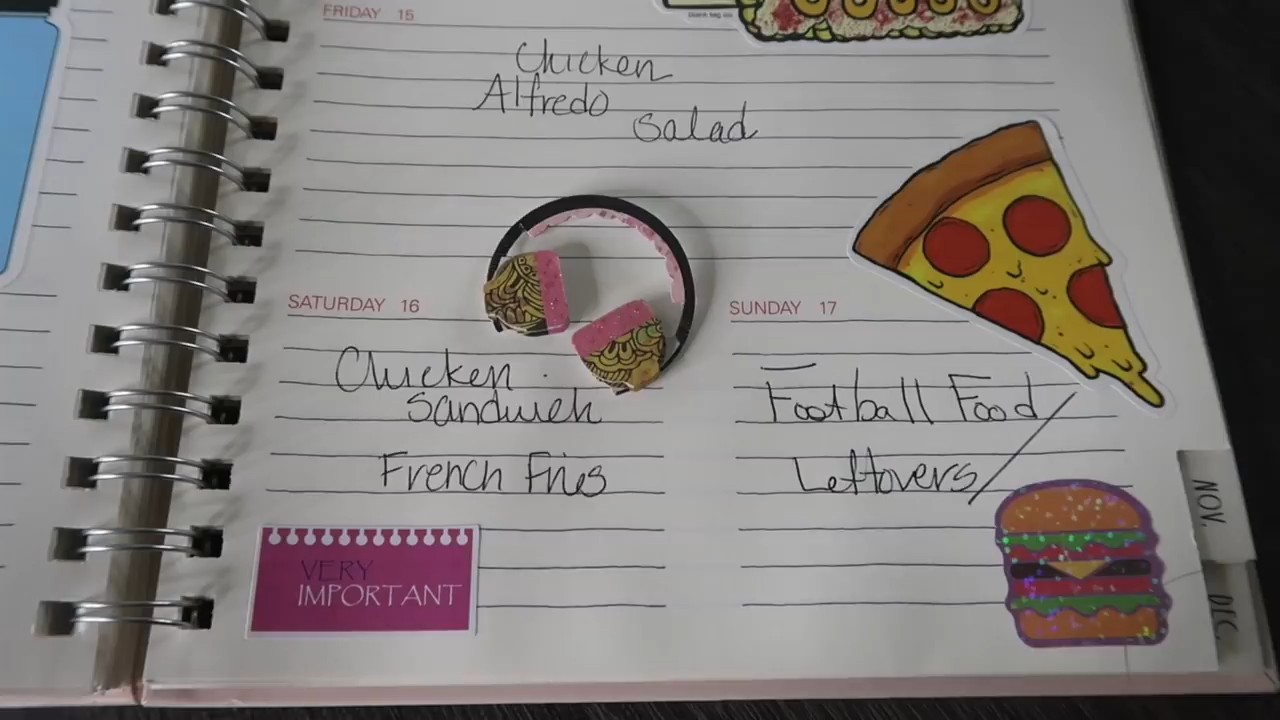 FRIDAY 15
Chicken
Alfredo
Salad
SATURDAY 16
SUNDAY 17
Chicken
Sandwich
French Fries
Football Food/
Leftovers/
VERY
IMPORTANT
NOV.
DEC.